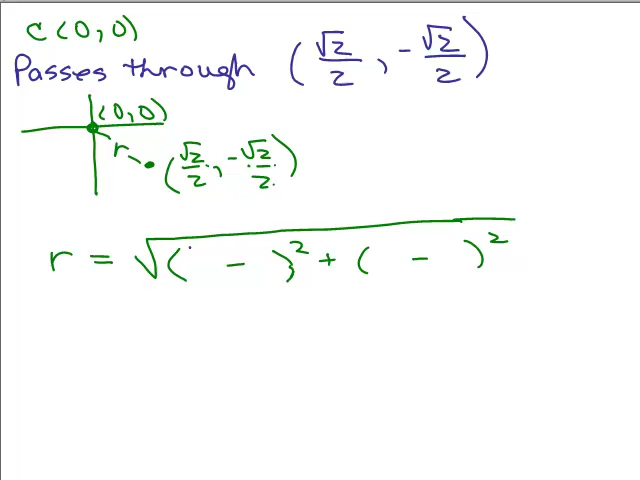 C (0,0)
Passes through (√2/2, -√2/2)
(0,0)
r
(√2/2, -√2/2)
r = √(( - )² + ( - )²)